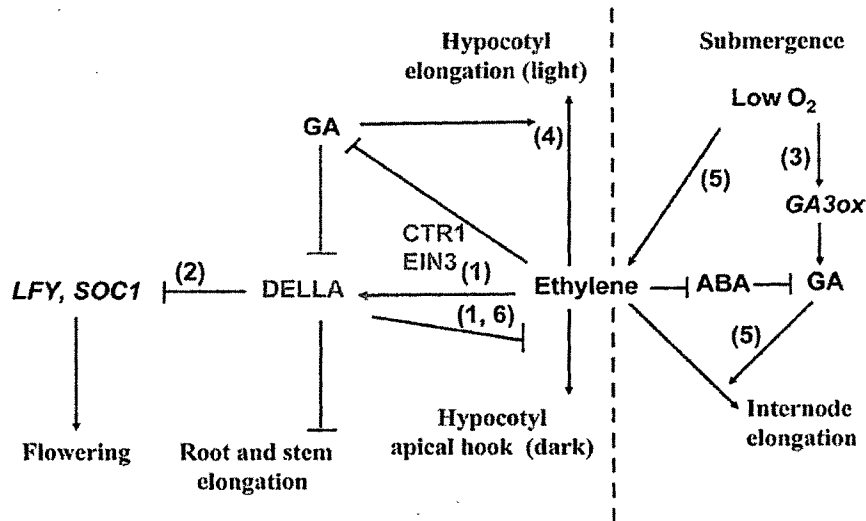 Hypocotyl
elongation (light)
Submergence
Low O₂
GA
(4)
(3)
(5)
GA3ox
CTR1
EIN3
(1)
(2)
LFY, SOC1
DELLA
Ethylene
ABA
GA
(1, 6)
(5)
Flowering
Root and stem
elongation
Hypocotyl
apical hook (dark)
Internode
elongation